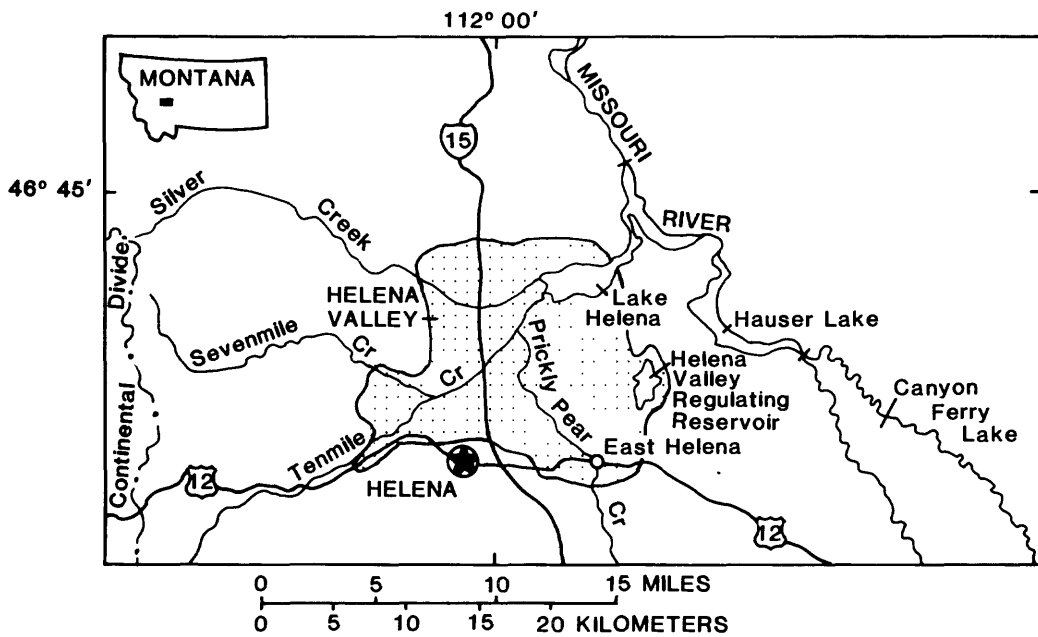 112° 00'
MONTANA
MISSOURI
15
46° 45'
Silver
Creek
RIVER
Divide
HELENA
VALLEY
Lake
Helena
Hauser Lake
Sevenmile
Cr
Prickly
Cr
Helena
Valley
Regulating
Reservoir
Canyon
Ferry
Lake
Pear
Continental
Tenmile
East Helena
12
HELENA
Cr
12
0 5 10 15 MILES
0 5 10 15 20 KILOMETERS